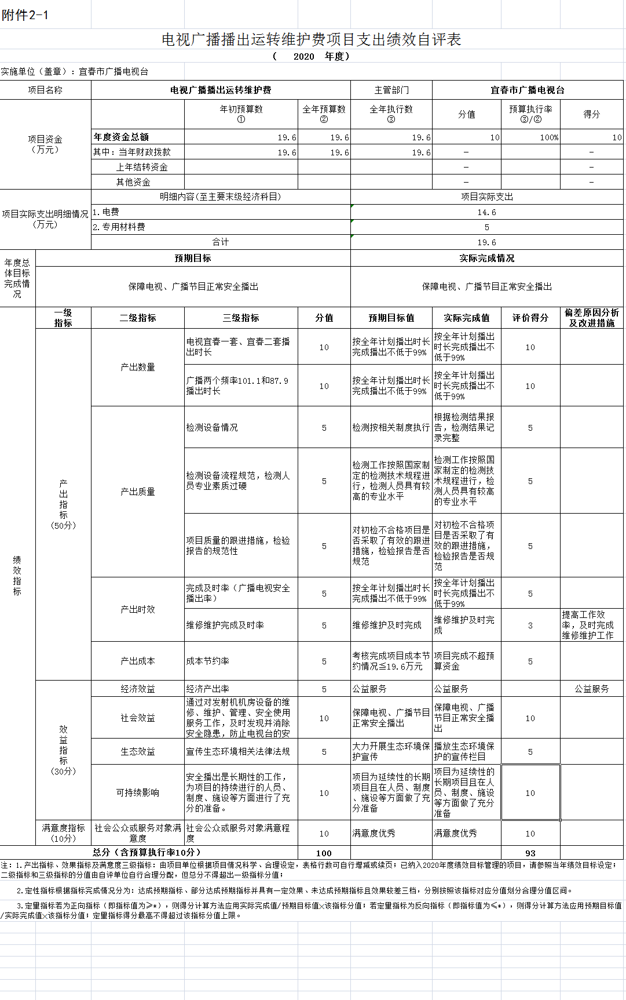 附件2-1
电视广播播出运转维护费项目支出绩效自评表
（ 2020 年度）
实施单位（盖章）：宜春市广播电视台
项目名称 电视广播播出运转维护费 主管部门 宜春市广播电视台
项目资金
（万元）
年初预算数
①
全年预算数
②
全年执行数
③
分值
预算执行率
③/②
得分
年度资金总额 19.6 19.6 19.6 10 100% 10
其中：当年财政拨款 19.6 19.6 19.6 － －
上年结转资金 － －
其他资金 － －
项目实际支出明细情况
（万元）
明细内容(至主要末级经济科目) 项目实际支出
1.电费 14.6
2.专用材料费 5
合计 19.6
年度总
体目标
完成情
况
预期目标 实际完成情况
保障电视、广播节目正常安全播出 保障电视、广播节目正常安全播出
绩
效
指
标
一级
指标
二级指标 三级指标 分值 预期目标值 实际完成值 评价得分
偏差原因分析
及改进措施
产
出
指
标
（50分）
产出数量
电视宜春一套、宜春二套播
出时长
10
按全年计划播出时长
完成播出不低于99%
按全年计划播出
时长完成播出不
低于99%
10
广播两个频率101.1和87.9
播出时长
10
按全年计划播出时长
完成播出不低于99%
按全年计划播出
时长完成播出不
低于99%
10
产出质量
检测设备情况
5
检测按相关制度执行
根据检测结果报
告，检测结果记
录完整
5
检测设备流程规范，检测人
员专业素质过硬
5
检测工作按照国家制
定的检测技术规程进
行，检测人员具有较
高的专业水平
检测工作按照国
家制定的检测技
术规程进行，检
测人员具有较高
的专业水平
5
项目质量的跟进措施，检验
报告的规范性
5
对初检不合格项目是
否采取了有效的跟进
措施，检验报告是否
规范
对初检不合格项
目是否采取了有
效的跟进措施，
检验报告是否规
范
5
产出时效
完成及时率（广播电视安全
播出率）
5
按全年计划播出时长
完成播出不低于99%
按全年计划播出
时长完成播出不
低于99%
5
维修维护完成及时率
5
维修维护及时完成
维修维护及时完
成
3
提高工作效
率，及时完成
维修维护工作
产出成本
成本节约率
5
考核完成项目成本节
约情况≦19.6万元
项目完成不超预
算资金
5
效
益
指
标
（30分）
经济效益 经济产出率 5 公益服务 公益服务 公益服务
社会效益
通过对发射机机房设备的维
修、维护、管理、安全使用
服务工作，及时发现并消除
安全隐患，防止电视台的安
10
保障电视、广播节目
正常安全播出
保障电视、广播
节目正常安全播
出
10
生态效益
宣传生态环境相关法律法规
5
大力开展生态环境保
护宣传
播放生态环境保
护的宣传栏目
5
可持续影响
安全播出是长期性的工作，
为项目的持续进行的人员、
制度、施设等方面进行了充
分的准备。
10
项目为延续性的长期
项目且在人员、制度
、施设等方面做了充
分准备
项目为延续性的
长期项目且在人
员、制度、施设
等方面做了充分
准备
10
满意度指标
（10分）
社会公众或服务对象满
意度
社会公众或服务对象满意程
度
10
满意度优秀
满意度优秀
10
总分（含预算执行率10分） 100 93
注：1.产出指标、效果指标及满意度三级指标：由项目单位根据项目情况科学、合理设定，表格行数可自行增减或续页；已纳入2020年度绩效目标管理的项目，请参照当年绩效目标设定；
二级指标和三级指标的分值由自评单位自行合理分配，但总分不得超出一级指标分值；
2.定性指标根据指标完成情况分为：达成预期指标、部分达成预期指标并具有一定效果、未达成预期指标且效果较差三档，分别按照该指标对应分值划分合理分值区间。
3.定量指标若为正向指标（即指标值为≥*），则得分计算方法应用实际完成值/预期目标值×该指标分值；若定量指标为反向指标（即指标值为≤*），则得分计算方法应用预期目标值
/实际完成值×该指标分值；定量指标得分最高不得超过该指标分值上限。